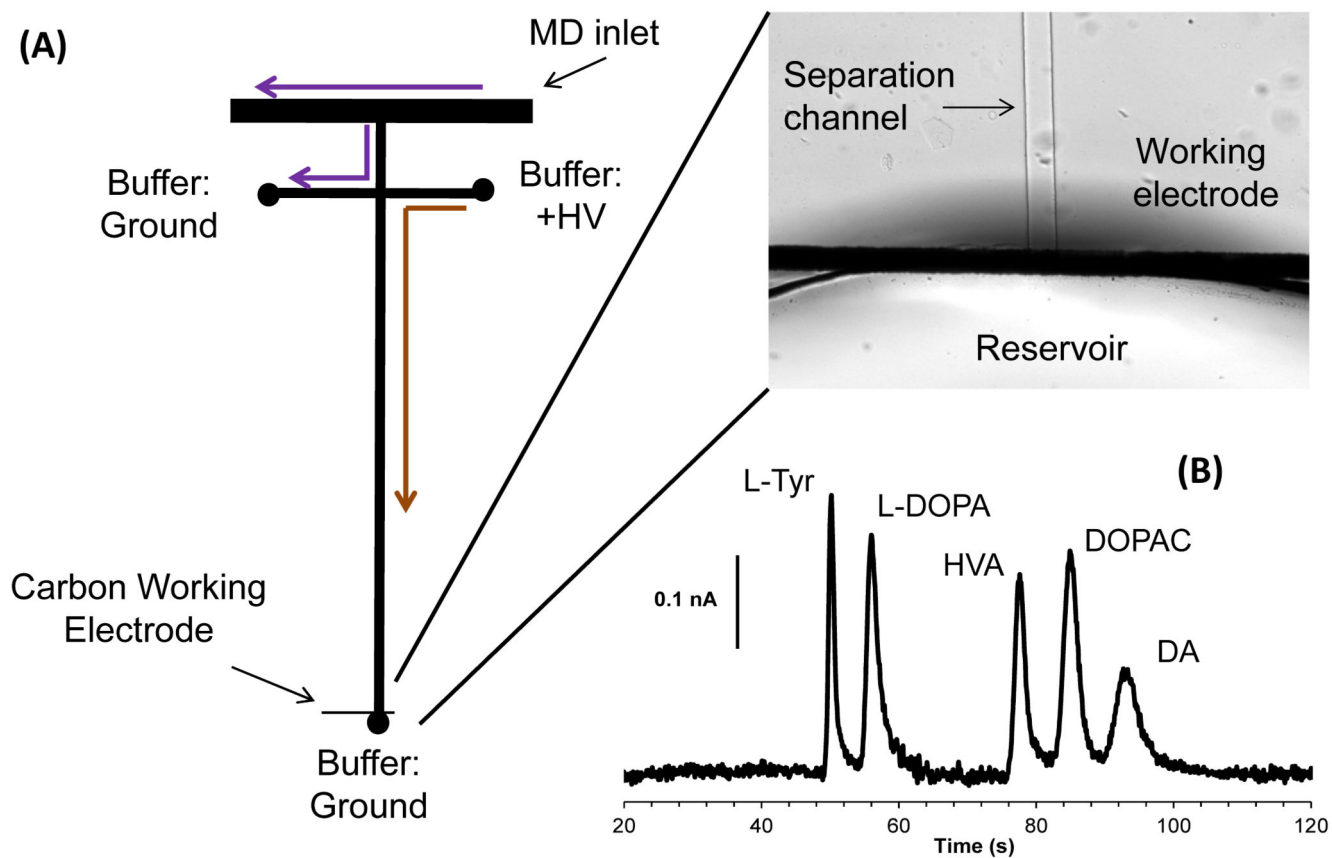 (A)
MD inlet
Buffer:
Ground
Buffer:
+HV
Carbon Working
Electrode
Buffer:
Ground
Separation
channel
Working
electrode
Reservoir
(B)
L-Tyr
L-DOPA
HVA
DOPAC
DA
0.1 nA
20 40 60 80 100 120
Time (s)